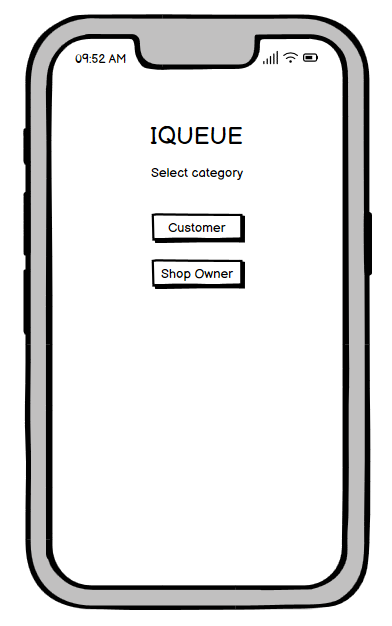 09:52 AM
IQUEUE
Select category
Customer
Shop Owner